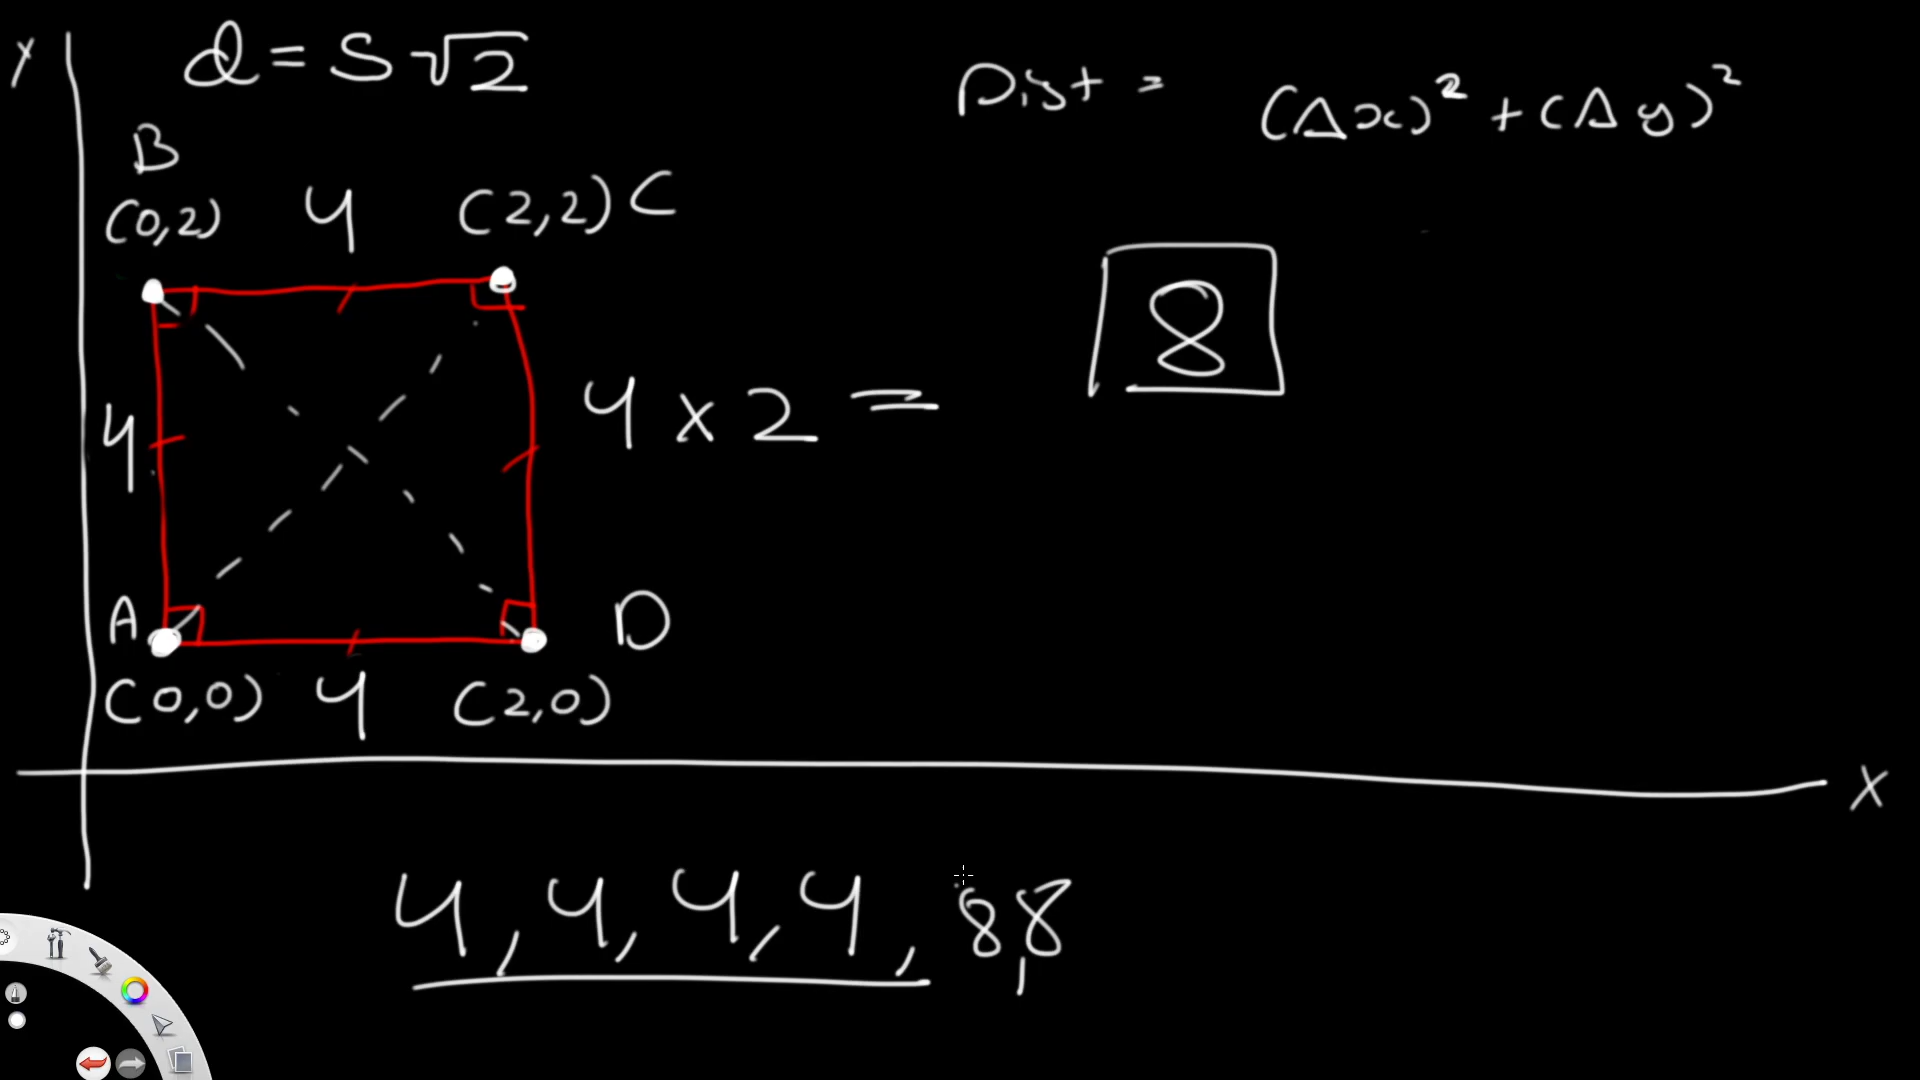 Y
d = S√2
Dist = (Δx)² + (Δy)²
B
(0,2) 4 (2,2) C
8
4 4 x 2 =
A D
(0,0) 4 (2,0)
X
4, 4, 4, 4, 8, 8